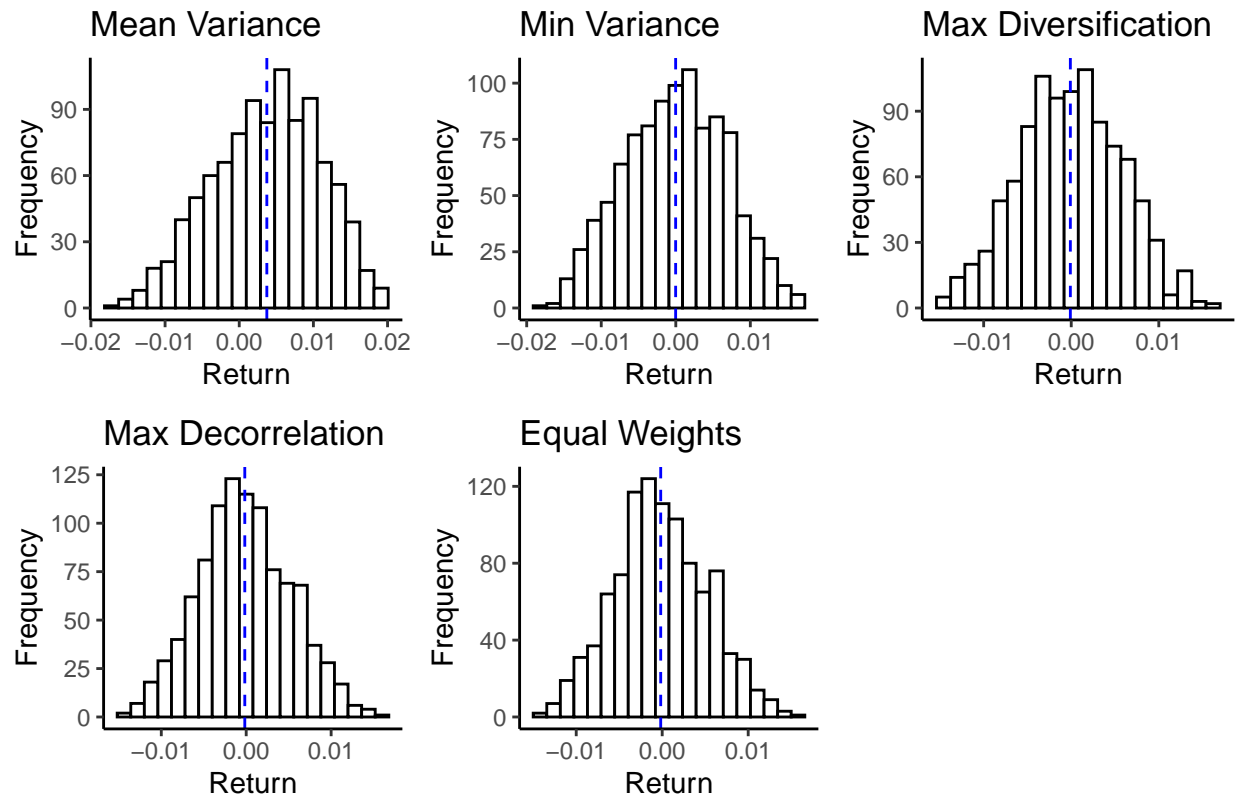 Mean Variance
Frequency
90
60
30
0
−0.02 −0.01 0.00 0.01 0.02
Return
Min Variance
Frequency
100
75
50
25
0
−0.02 −0.01 0.00 0.01
Return
Max Diversification
Frequency
90
60
30
0
−0.01 0.00 0.01
Return
Max Decorrelation
Frequency
125
100
75
50
25
0
−0.01 0.00 0.01
Return
Equal Weights
Frequency
120
80
40
0
−0.01 0.00 0.01
Return